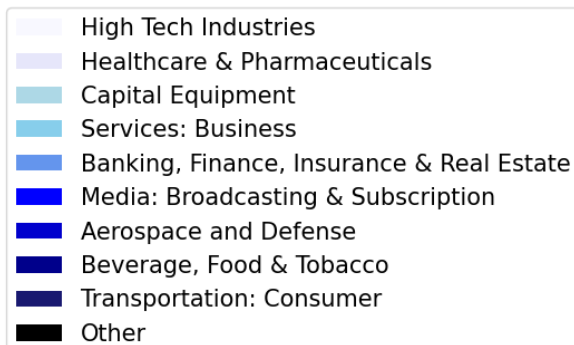 High Tech Industries
Healthcare & Pharmaceuticals
Capital Equipment
Services: Business
Banking, Finance, Insurance & Real Estate
Media: Broadcasting & Subscription
Aerospace and Defense
Beverage, Food & Tobacco
Transportation: Consumer
Other